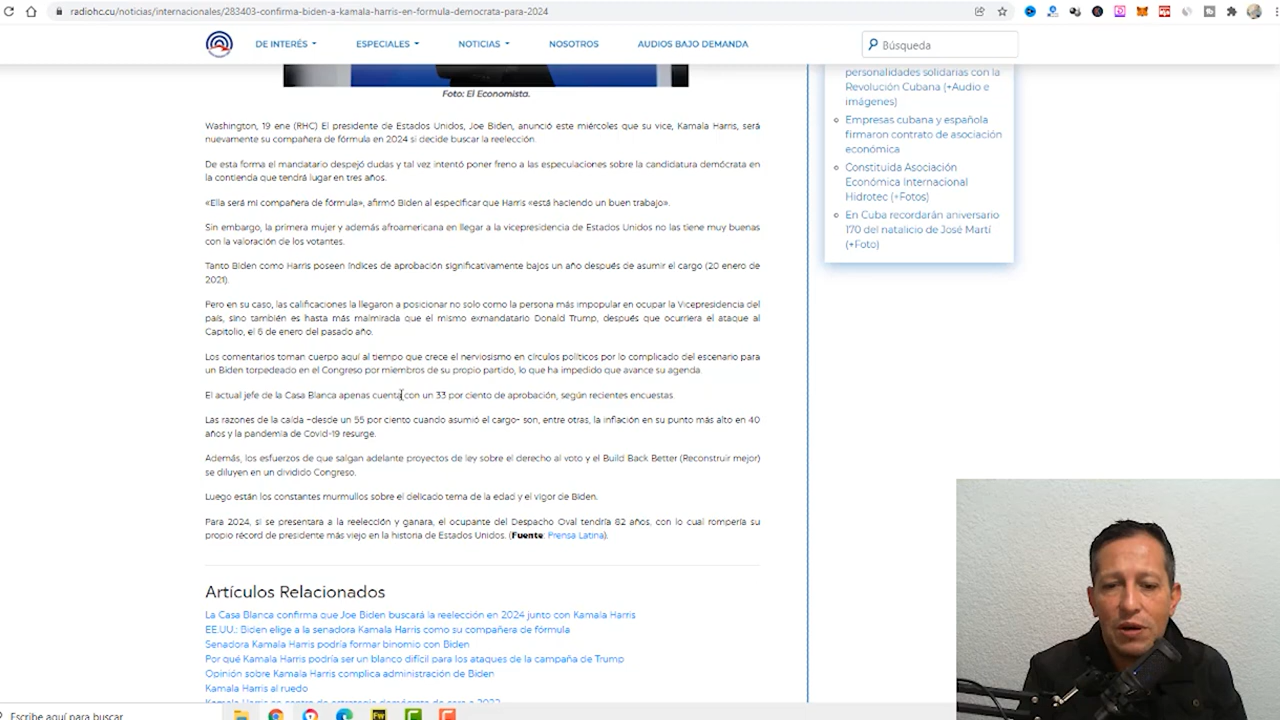 radiohc.cu/noticias/internacionales/283403-confirma-biden-a-kamala-harris-en-formula-democrata-para-2024
DE INTERÉS
ESPECIALES
NOTICIAS
NOSOTROS
AUDIOS BAJO DEMANDA
Búsqueda
Foto: El Economista.
Washington, 19 ene (RHC) El presidente de Estados Unidos, Joe Biden, anunció este miércoles que su vice, Kamala Harris, será
nuevamente su compañera de fórmula en 2024 si decide buscar la reelección.
De esta forma el mandatario despejó dudas y tal vez intentó poner freno a las especulaciones sobre la candidatura demócrata en
la contienda que tendrá lugar en tres años.
«Ella será mi compañera de fórmula», afirmó Biden al especificar que Harris «está haciendo un buen trabajo».
Sin embargo, la primera mujer y además afroamericana en llegar a la vicepresidencia de Estados Unidos no las tiene muy buenas
con la valoración de los votantes.
Tanto Biden como Harris poseen índices de aprobación significativamente bajos un año después de asumir el cargo (20 enero de
2021).
Pero en su caso, las calificaciones la llegaron a posicionar no solo como la persona más impopular en ocupar la Vicepresidencia del
país, sino también es hasta más malmirada que el mismo exmandatario Donald Trump, después que ocurriera el ataque al
Capitolio, el 6 de enero del pasado año.
Los comentarios toman cuerpo aquí al tiempo que crece el nerviosismo en círculos políticos por lo complicado del escenario para
un Biden torpedeado en el Congreso por miembros de su propio partido, lo que ha impedido que avance su agenda.
El actual jefe de la Casa Blanca apenas cuenta con un 33 por ciento de aprobación, según recientes encuestas.
Las razones de la caída -desde un 55 por ciento cuando asumió el cargo- son, entre otras, la inflación en su punto más alto en 40
años y la pandemia de Covid-19 resurge.
Además, los esfuerzos de que salgan adelante proyectos de ley sobre el derecho al voto y el Build Back Better (Reconstruir mejor)
se diluyen en un dividido Congreso.
Luego están los constantes murmullos sobre el delicado tema de la edad y el vigor de Biden.
Para 2024, si se presentara a la reelección y ganara, el ocupante del Despacho Oval tendría 82 años, con lo cual rompería su
propio récord de presidente más viejo en la historia de Estados Unidos. (Fuente: Prensa Latina).
Artículos Relacionados
La Casa Blanca confirma que Joe Biden buscará la reelección en 2024 junto con Kamala Harris
EE.UU.: Biden elige a la senadora Kamala Harris como su compañera de fórmula
Senadora Kamala Harris podría formar binomio con Biden
Por qué Kamala Harris podría ser un blanco difícil para los ataques de la campaña de Trump
Opinión sobre Kamala Harris complica administración de Biden
Kamala Harris al ruedo
personalidades solidarias con la
Revolución Cubana (+Audio e
imágenes)
Empresas cubana y española
firmaron contrato de asociación
económica
Constituida Asociación
Económica Internacional
Hidrotec (+Fotos)
En Cuba recordarán aniversario
170 del natalicio de José Martí
(+Foto)
Escribe aquí para buscar